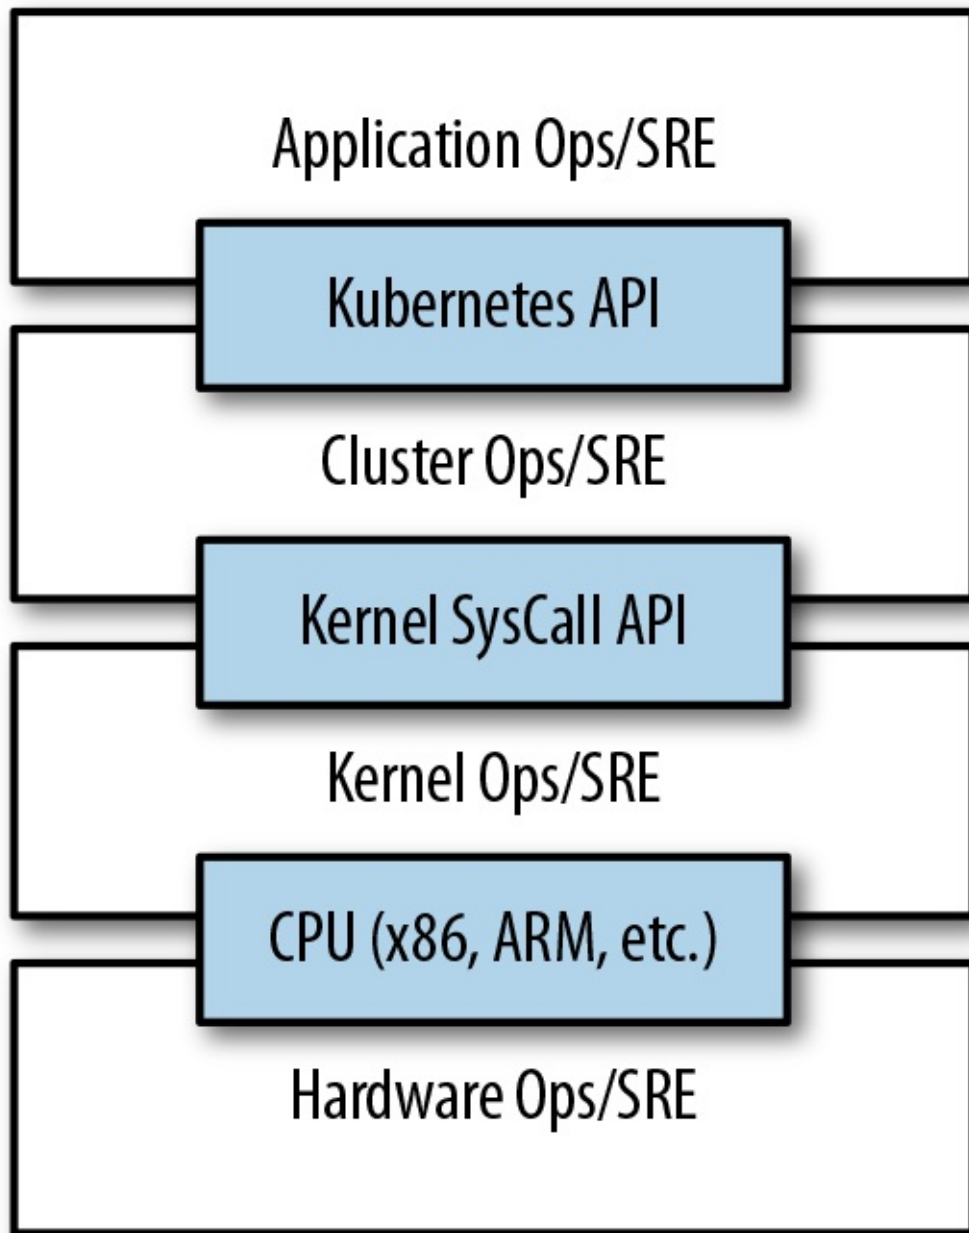 Application Ops/SRE
Kubernetes API
Cluster Ops/SRE
Kernel SysCall API
Kernel Ops/SRE
CPU (x86, ARM, etc.)
Hardware Ops/SRE